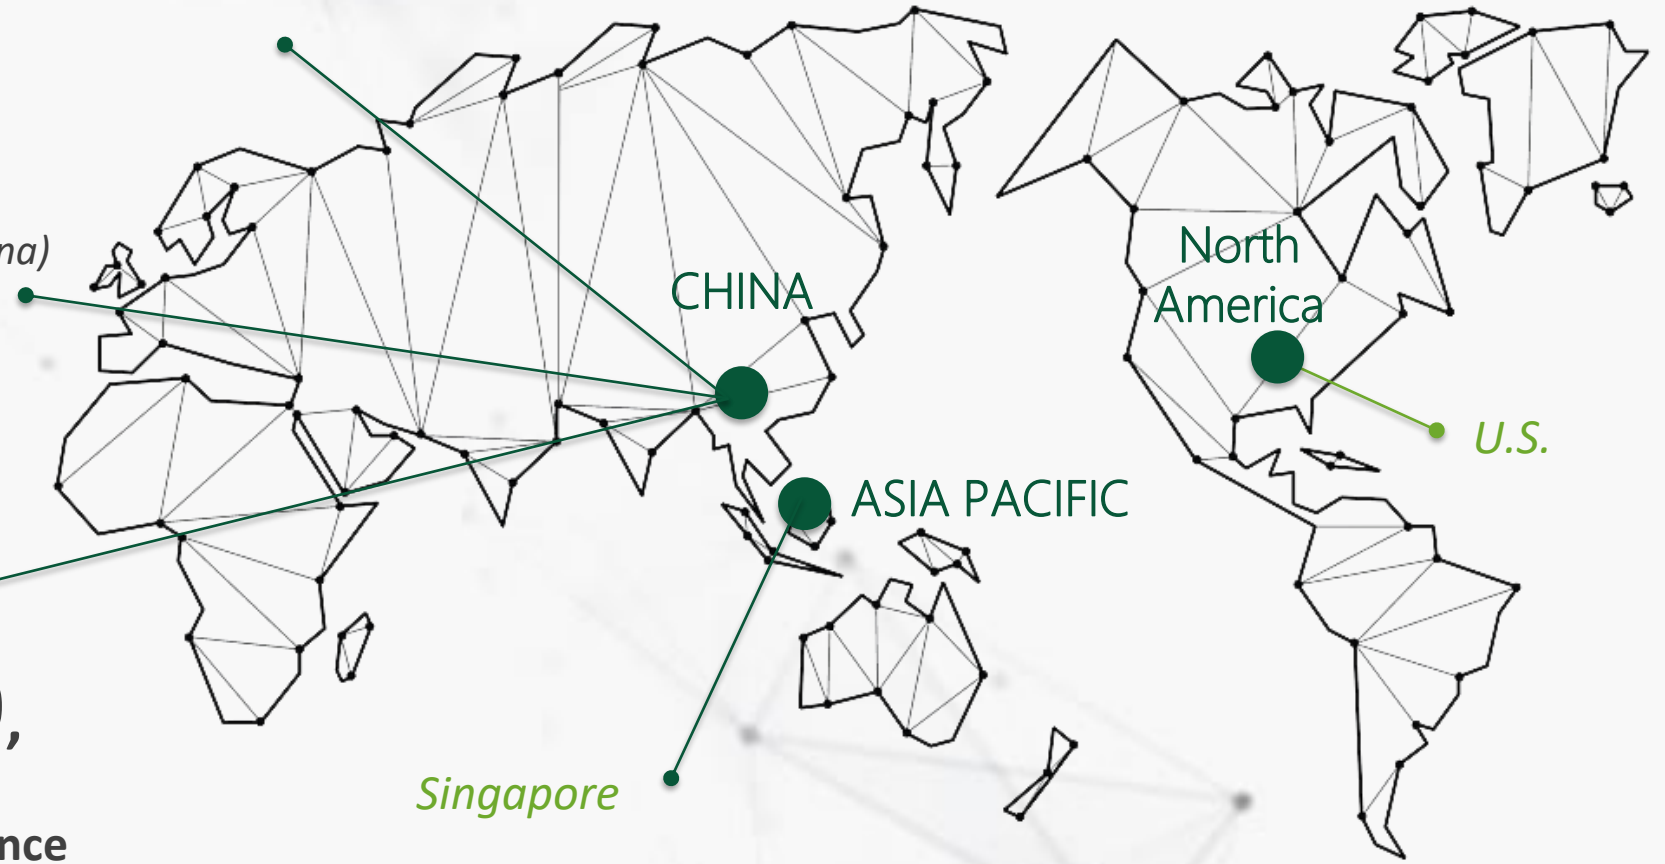 na)
CHINA
North
America
U.S.
ASIA PACIFIC
),
Singapore
nce